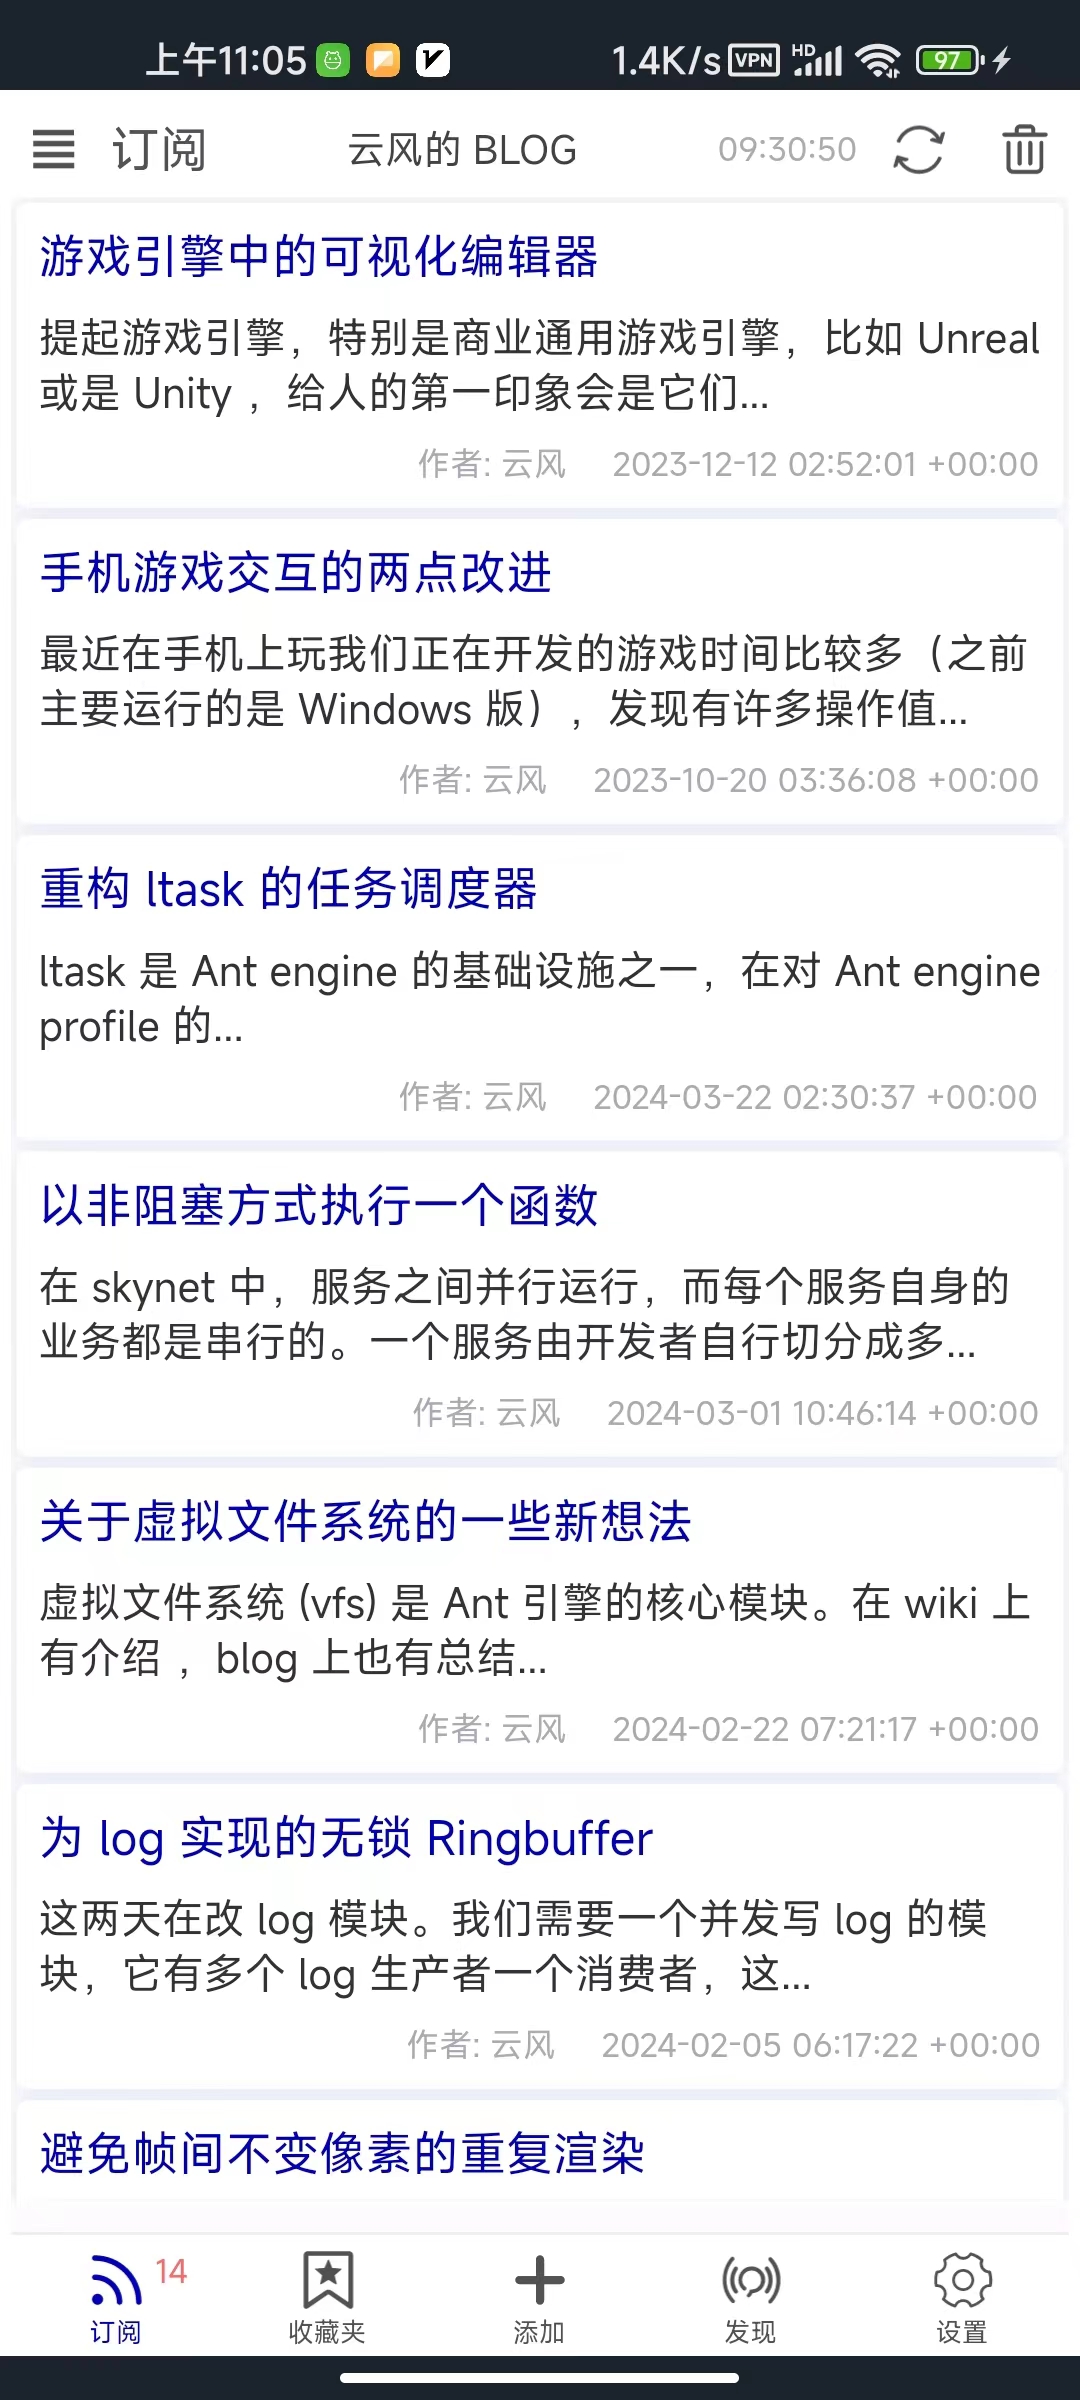 上午11:05
1.4K/s VPN HD 97
订阅 云风的 BLOG 09:30:50
游戏引擎中的可视化编辑器
提起游戏引擎，特别是商业通用游戏引擎，比如 Unreal
或是 Unity ，给人的第一印象会是它们...
作者: 云风 2023-12-12 02:52:01 +00:00
手机游戏交互的两点改进
最近在手机上玩我们正在开发的游戏时间比较多（之前
主要运行的是 Windows 版），发现有许多操作值...
作者: 云风 2023-10-20 03:36:08 +00:00
重构 ltask 的任务调度器
ltask 是 Ant engine 的基础设施之一，在对 Ant engine
profile 的...
作者: 云风 2024-03-22 02:30:37 +00:00
以非阻塞方式执行一个函数
在 skynet 中，服务之间并行运行，而每个服务自身的
业务都是串行的。一个服务由开发者自行切分成多...
作者: 云风 2024-03-01 10:46:14 +00:00
关于虚拟文件系统的一些新想法
虚拟文件系统 (vfs) 是 Ant 引擎的核心模块。在 wiki 上
有介绍 ，blog 上也有总结...
作者: 云风 2024-02-22 07:21:17 +00:00
为 log 实现的无锁 Ringbuffer
这两天在改 log 模块。我们需要一个并发写 log 的模
块，它有多个 log 生产者一个消费者，这...
作者: 云风 2024-02-05 06:17:22 +00:00
避免帧间不变像素的重复渲染
14
订阅 收藏夹 添加 发现 设置